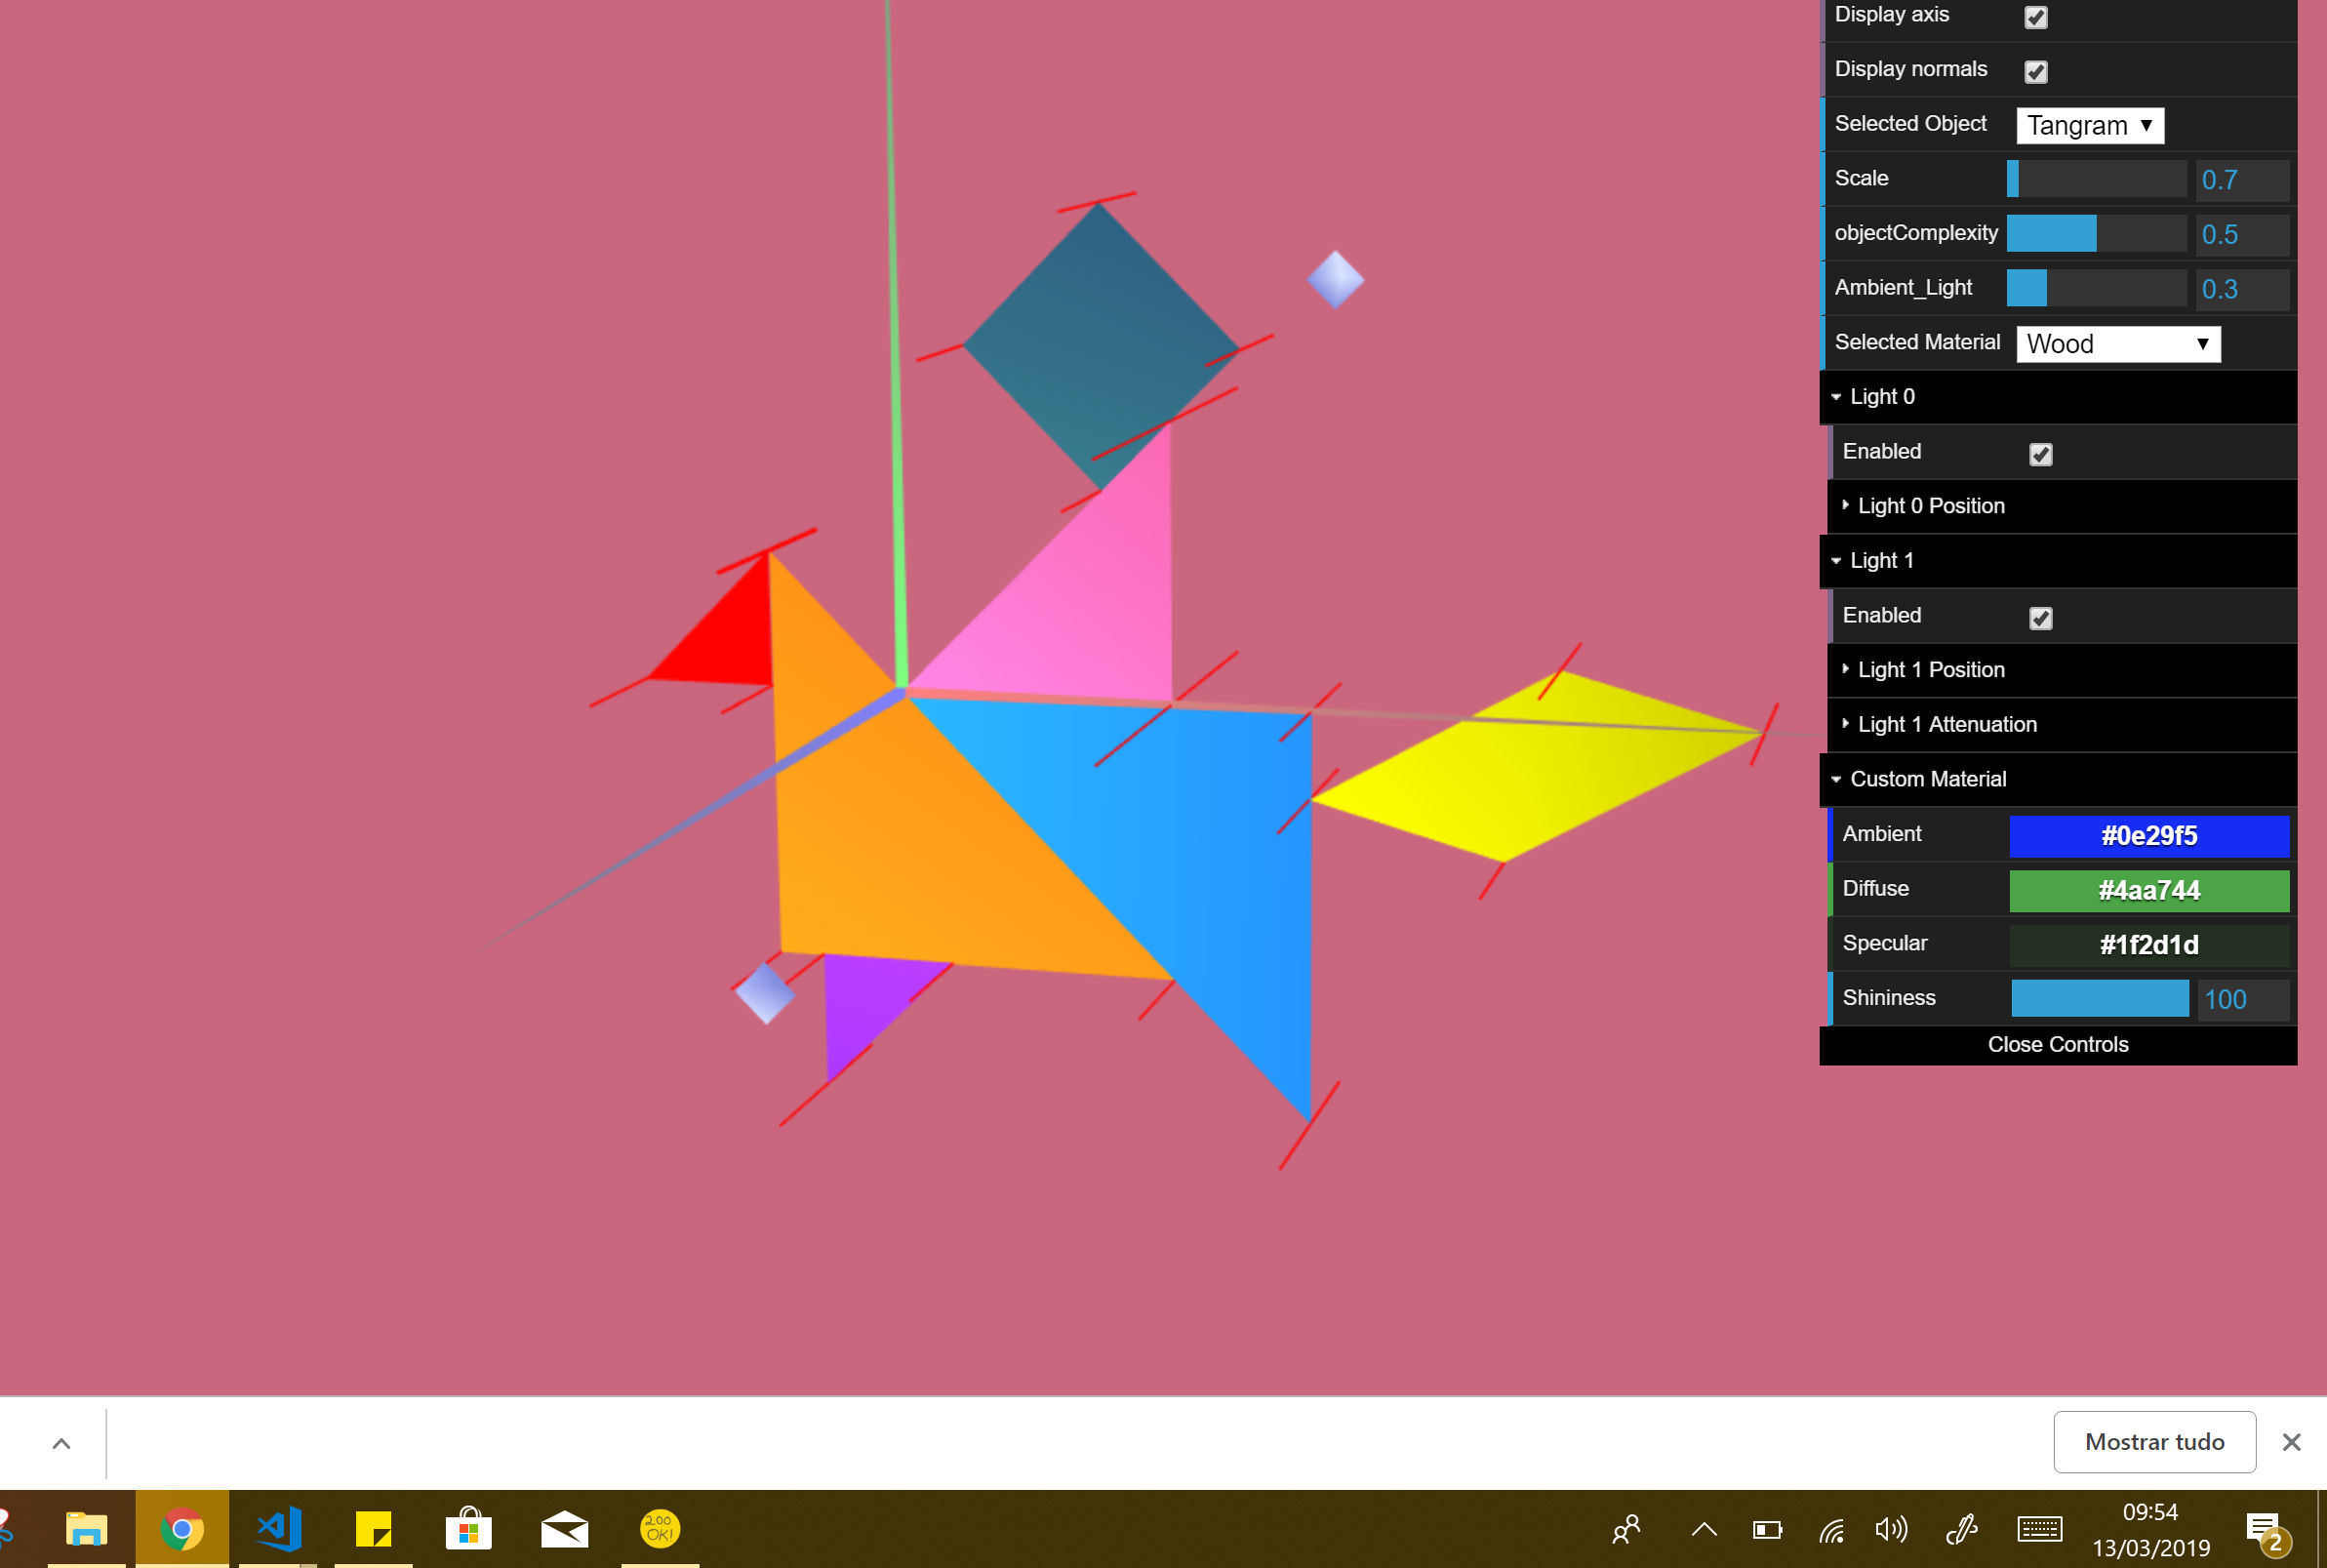 Display axis
Display normals
Selected Object Tangram
Scale 0.7
objectComplexity 0.5
Ambient_Light 0.3
Selected Material Wood
Light 0
Enabled
Light 0 Position
Light 1
Enabled
Light 1 Position
Light 1 Attenuation
Custom Material
Ambient #0e29f5
Diffuse #4aa744
Specular #1f2d1d
Shininess 100
Close Controls
Mostrar tudo
200
OK!
09:54
13/03/2019
2